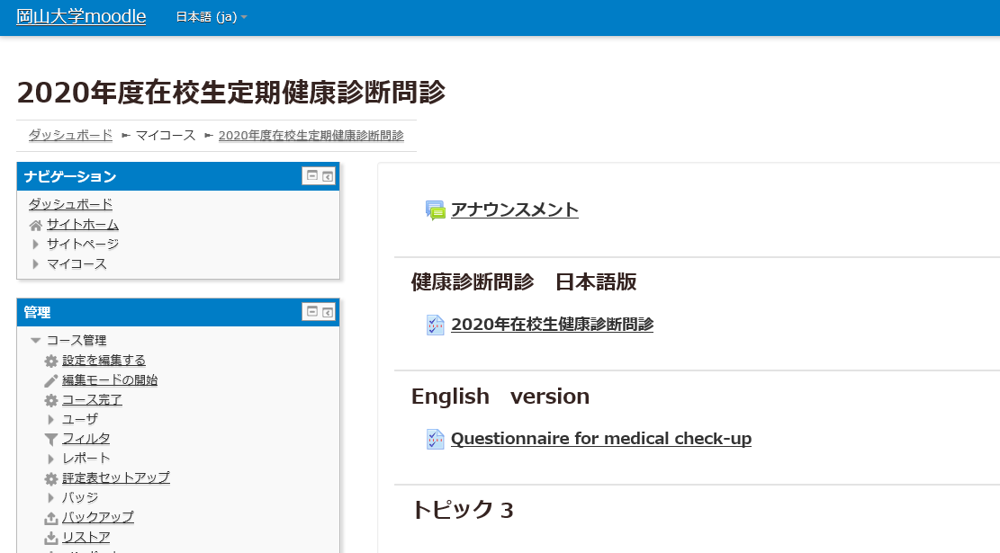 岡山大学moodle 日本語 (ja)
2020年度在校生定期健康診断問診
ダッシュボード ► マイコース ► 2020年度在校生定期健康診断問診
ナビゲーション
ダッシュボード
サイトホーム
サイトページ
マイコース
管理
コース管理
設定を編集する
編集モードの開始
コース完了
ユーザ
フィルタ
レポート
評定表セットアップ
バッジ
バックアップ
リストア
アナウンスメント
健康診断問診　日本語版
2020年在校生健康診断問診
English　version
Questionnaire for medical check-up
トピック 3